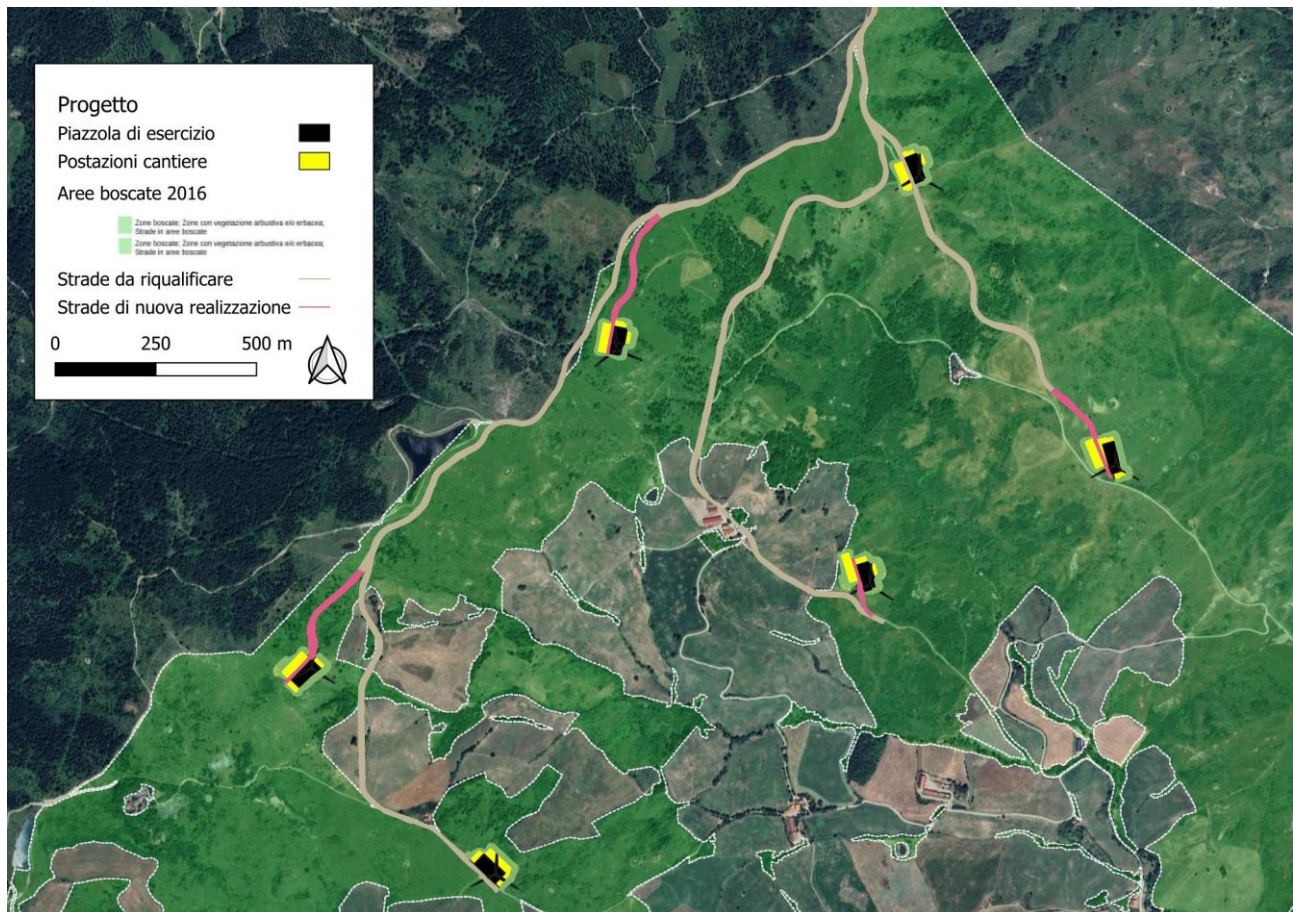 Progetto
Piazzola di esercizio
Postazioni cantiere
Aree boscate 2016
Zone boscate; Zone con vegetazione arbustiva e/o erbacea;
Strade in aree boscate
Zone boscate; Zone con vegetazione arbustiva e/o erbacea;
Strade in aree boscate
Strade da riqualificare
Strade di nuova realizzazione
0 250 500 m